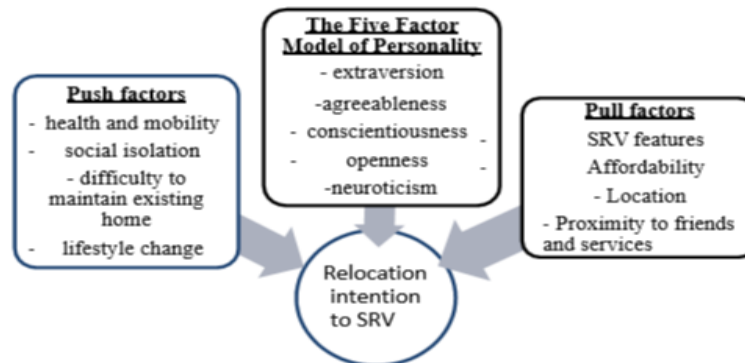 The Five Factor
Model of Personality
- extraversion
-agreeableness
- conscientiousness -
- openness -
-neuroticism
Push factors
- health and mobility
- social isolation
- difficulty to
maintain existing
home
- lifestyle change
Pull factors
SRV features
Affordability
- Location
- Proximity to friends
and services
Relocation
intention
to SRV